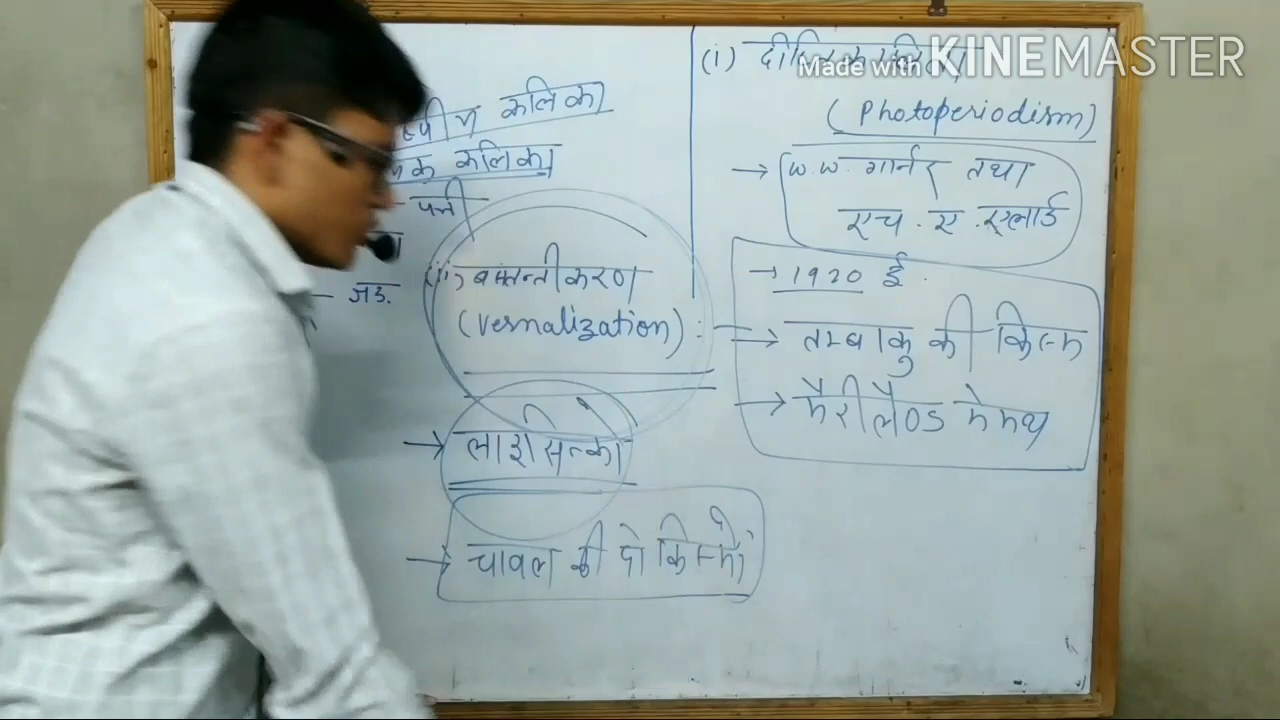 कलिका
क कलिका
पत्ती
जड़.
(ii) बसन्तीकरण
(Vernalization) :
→ लाइसेन्को
→ चावल की दो किस्मों
(i)
Made with KINEMASTER
(Photoperiodism)
→ W. W. गार्नर तथा
एच. ए. एलार्ड
→ 1920 ई.
→ तम्बाकु की किस्म
→ मैरीलैण्ड मेमथ